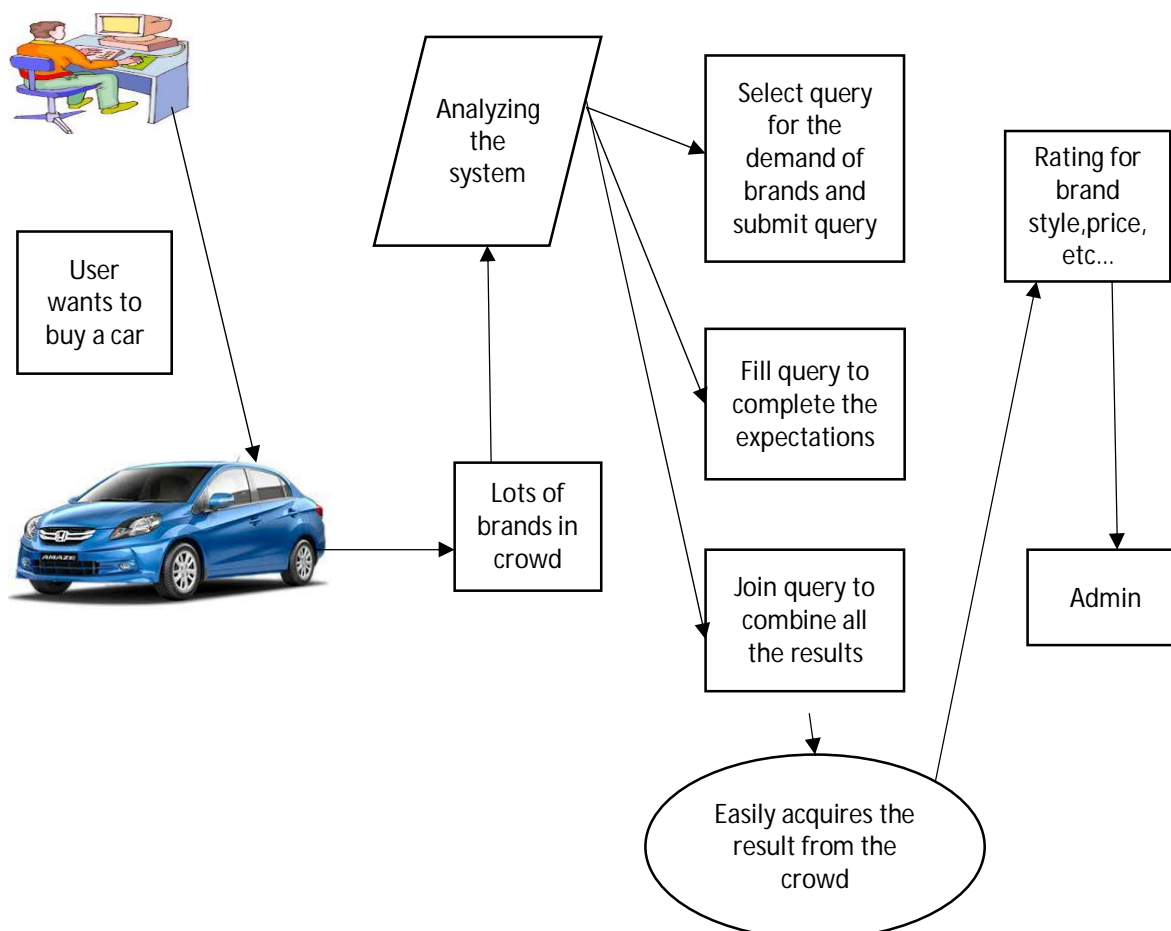 Analyzing
the
system
Select query
for the
demand of
brands and
submit query
Rating for
brand
style,price,
etc...
User
wants to
buy a car
Fill query to
complete the
expectations
Lots of
brands in
crowd
AMAZE
Join query to
combine all
the results
Admin
Easily acquires the
result from the
crowd